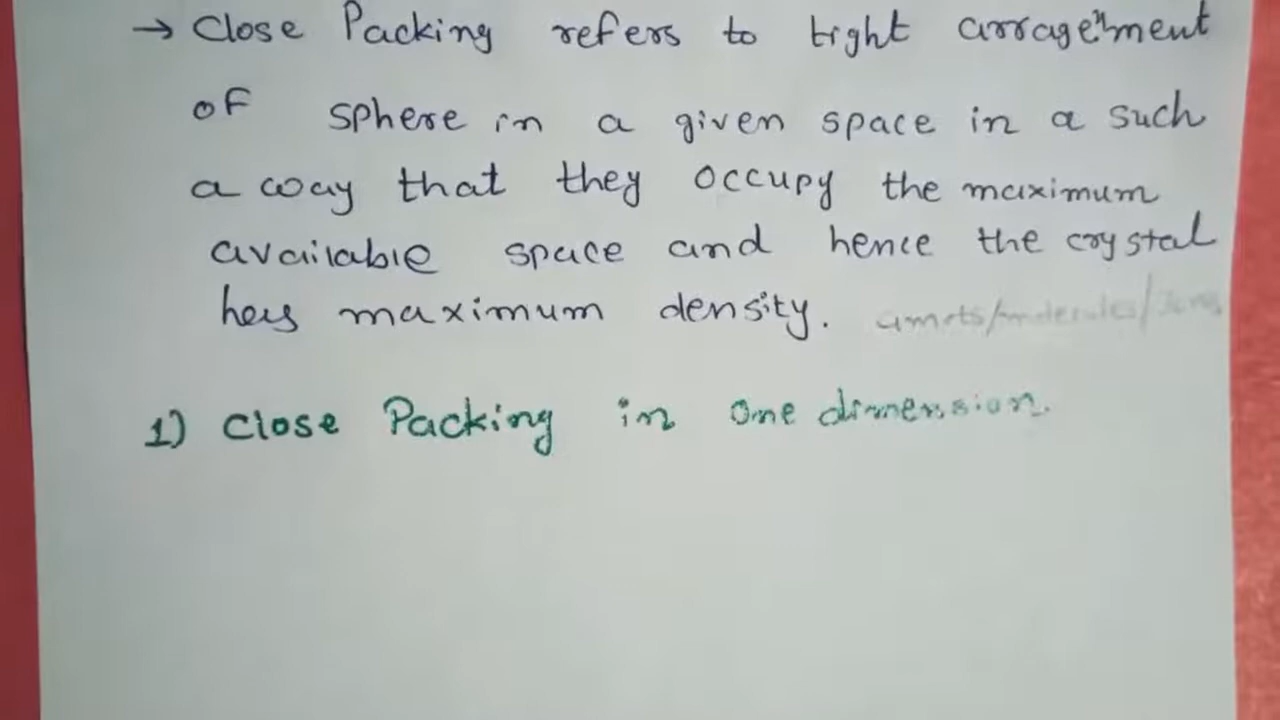 → Close Packing refers to tight arragement
n
of sphere in a given space in a such
a way that they occupy the maximum
available space and hence the crystal
has maximum density.
1) Close Packing in one dimension.